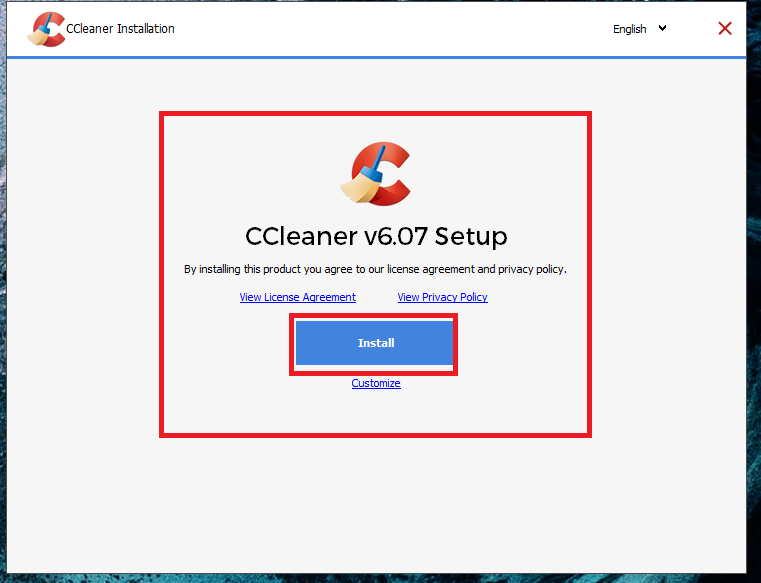 CCleaner Installation
English
CCleaner v6.07 Setup
By installing this product you agree to our license agreement and privacy policy.
View License Agreement View Privacy Policy
Install
Customize